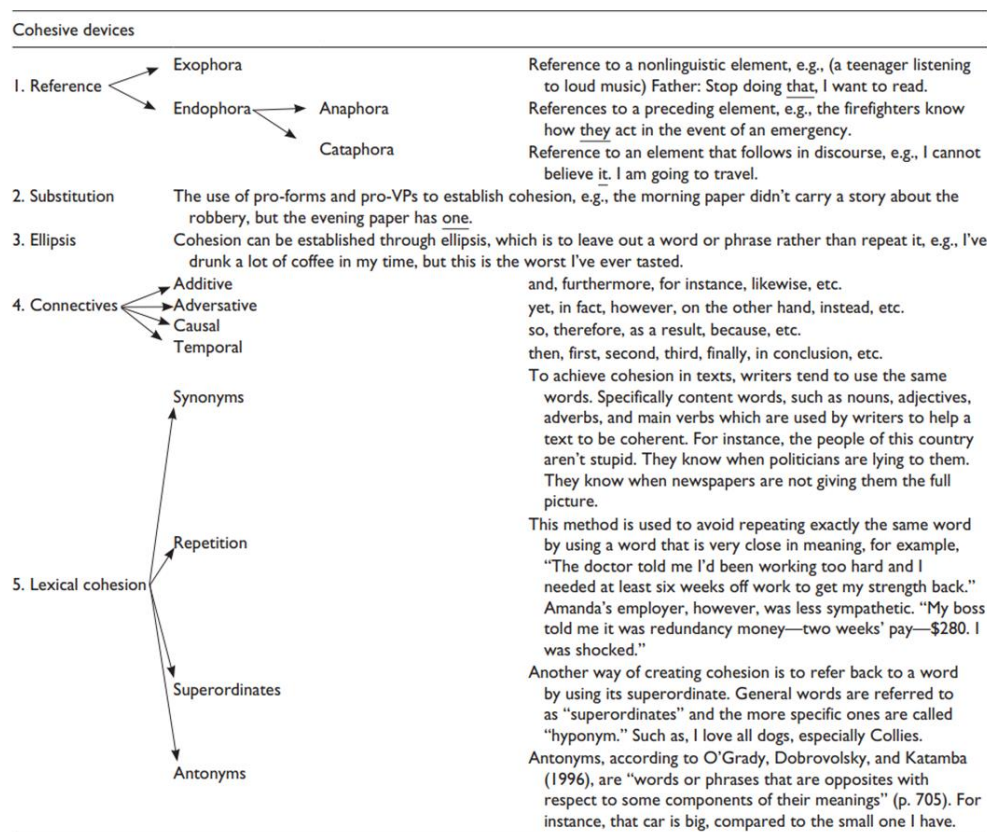 Cohesive devices
1. Reference
Exophora
Reference to a nonlinguistic element, e.g., (a teenager listening
to loud music) Father: Stop doing that, I want to read.
Endophora
Anaphora
References to a preceding element, e.g., the firefighters know
how they act in the event of an emergency.
Cataphora
Reference to an element that follows in discourse, e.g., I cannot
believe it. I am going to travel.
2. Substitution
The use of pro-forms and pro-VPs to establish cohesion, e.g., the morning paper didn't carry a story about the
robbery, but the evening paper has one.
3. Ellipsis
Cohesion can be established through ellipsis, which is to leave out a word or phrase rather than repeat it, e.g., I've
drunk a lot of coffee in my time, but this is the worst I've ever tasted.
4. Connectives
Additive
and, furthermore, for instance, likewise, etc.
Adversative
yet, in fact, however, on the other hand, instead, etc.
Causal
so, therefore, as a result, because, etc.
Temporal
then, first, second, third, finally, in conclusion, etc.
5. Lexical cohesion
Synonyms
To achieve cohesion in texts, writers tend to use the same
words. Specifically content words, such as nouns, adjectives,
adverbs, and main verbs which are used by writers to help a
text to be coherent. For instance, the people of this country
aren't stupid. They know when politicians are lying to them.
They know when newspapers are not giving them the full
picture.
Repetition
This method is used to avoid repeating exactly the same word
by using a word that is very close in meaning, for example,
"The doctor told me I'd been working too hard and I
needed at least six weeks off work to get my strength back."
Amanda's employer, however, was less sympathetic. "My boss
told me it was redundancy money—two weeks' pay—$280. I
was shocked."
Superordinates
Another way of creating cohesion is to refer back to a word
by using its superordinate. General words are referred to
as "superordinates" and the more specific ones are called
"hyponym." Such as, I love all dogs, especially Collies.
Antonyms
Antonyms, according to O'Grady, Dobrovolsky, and Katamba
(1996), are "words or phrases that are opposites with
respect to some components of their meanings" (p. 705). For
instance, that car is big, compared to the small one I have.